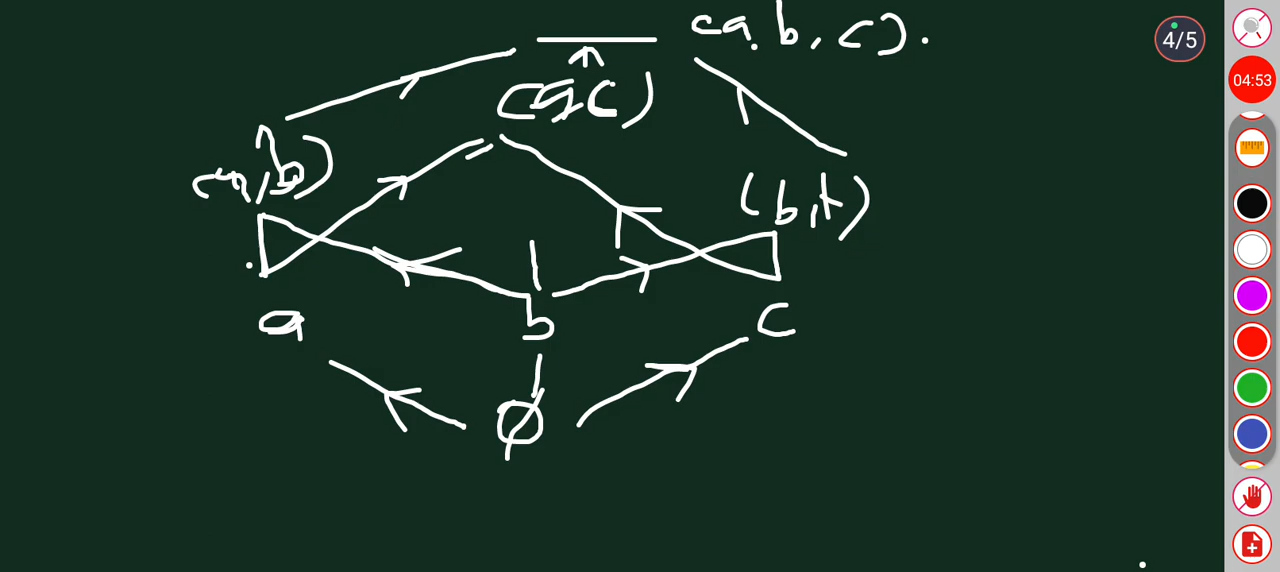 (a, b, c).
(a, c)
(a, b)
(b, c)
a b c
∅
4/5
04:53